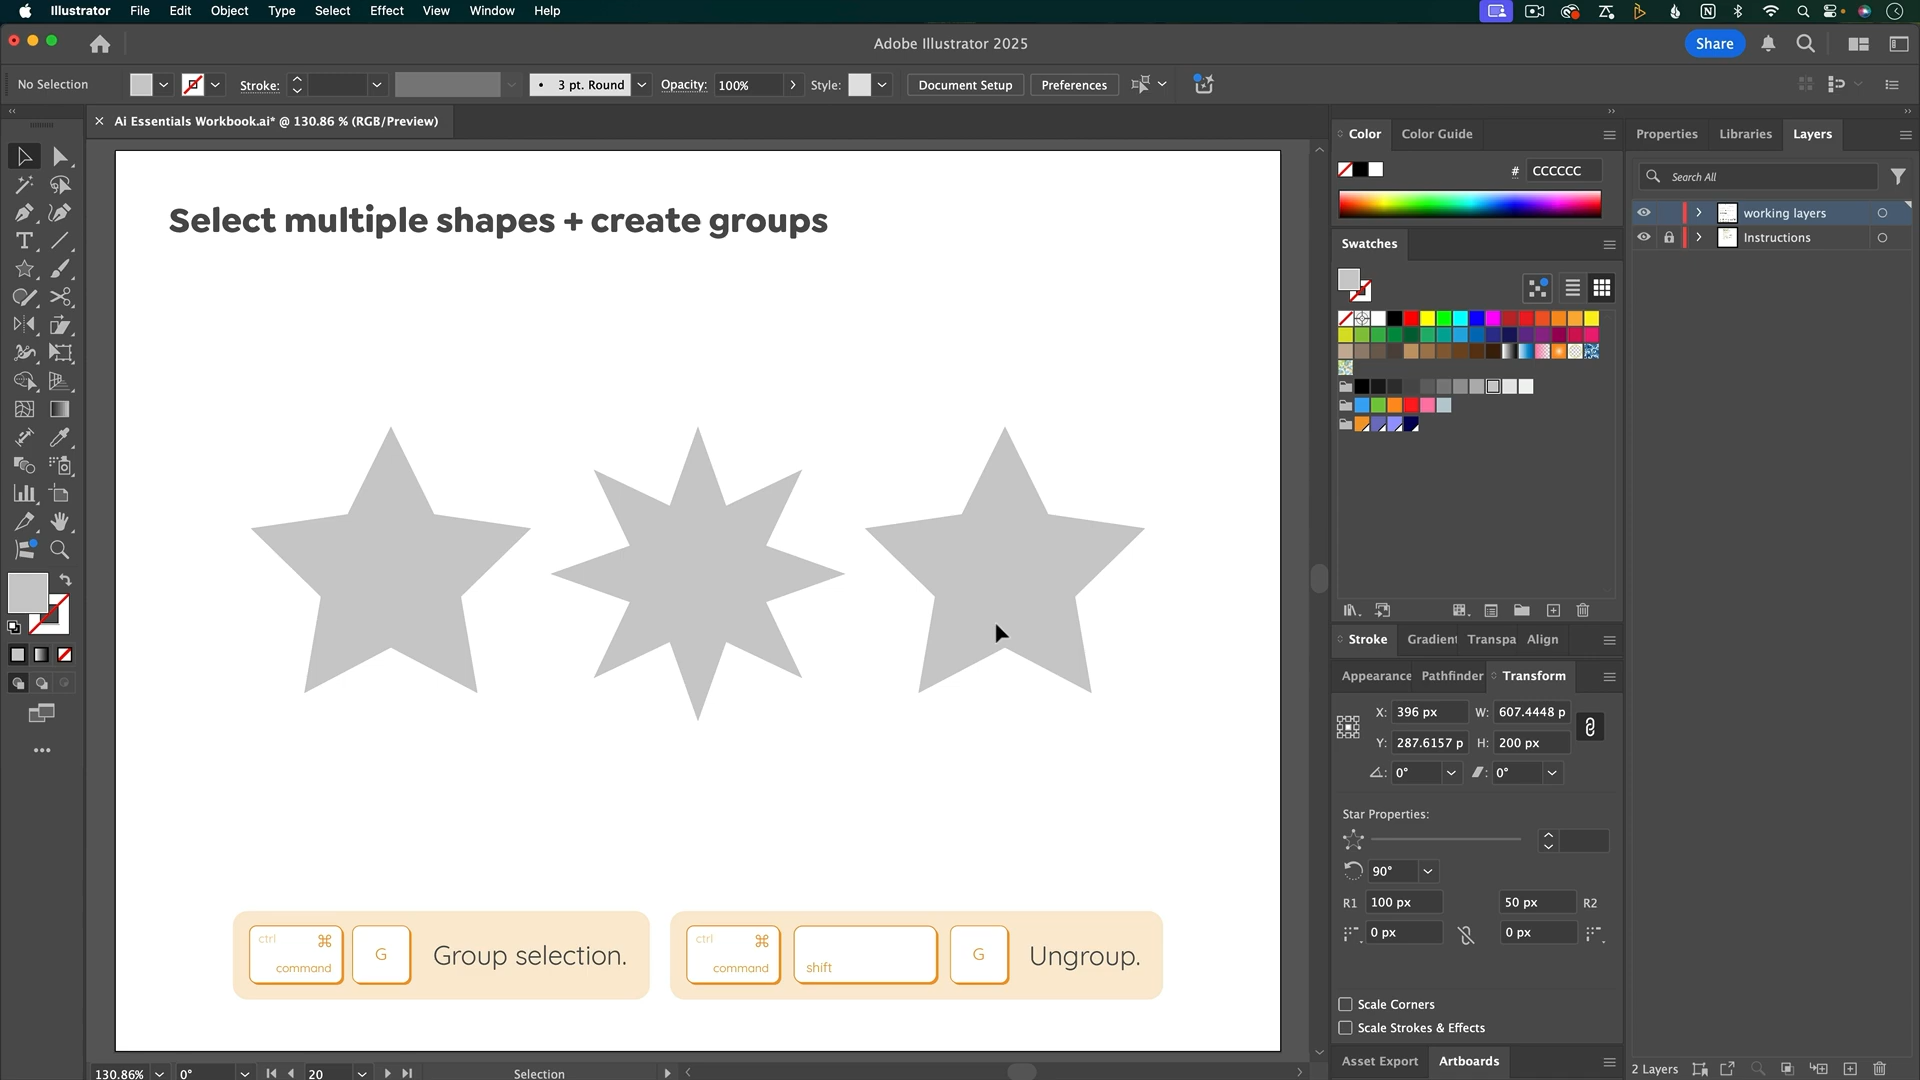 Illustrator File Edit Object Type Select Effect View Window Help
Adobe Illustrator 2025
Share
No Selection
Stroke:
3 pt. Round
Opacity: 100%
Style:
Document Setup
Preferences
Ai Essentials Workbook.ai* @ 130.86 % (RGB/Preview)
Select multiple shapes + create groups
ctrl
command
G
Group selection.
ctrl
command
shift
G
Ungroup.
130.86%
0°
20
Selection
Color
Color Guide
# CCCCCC
Swatches
Stroke
Gradien
Transpa
Align
Appearance
Pathfinder
Transform
X: 396 px W: 607.4448 p
Y: 287.6157 p H: 200 px
0° 0°
Star Properties:
90°
R1 100 px 50 px R2
0 px 0 px
Scale Corners
Scale Strokes & Effects
Asset Export
Artboards
Properties
Libraries
Layers
Search All
working layers
Instructions
2 Layers